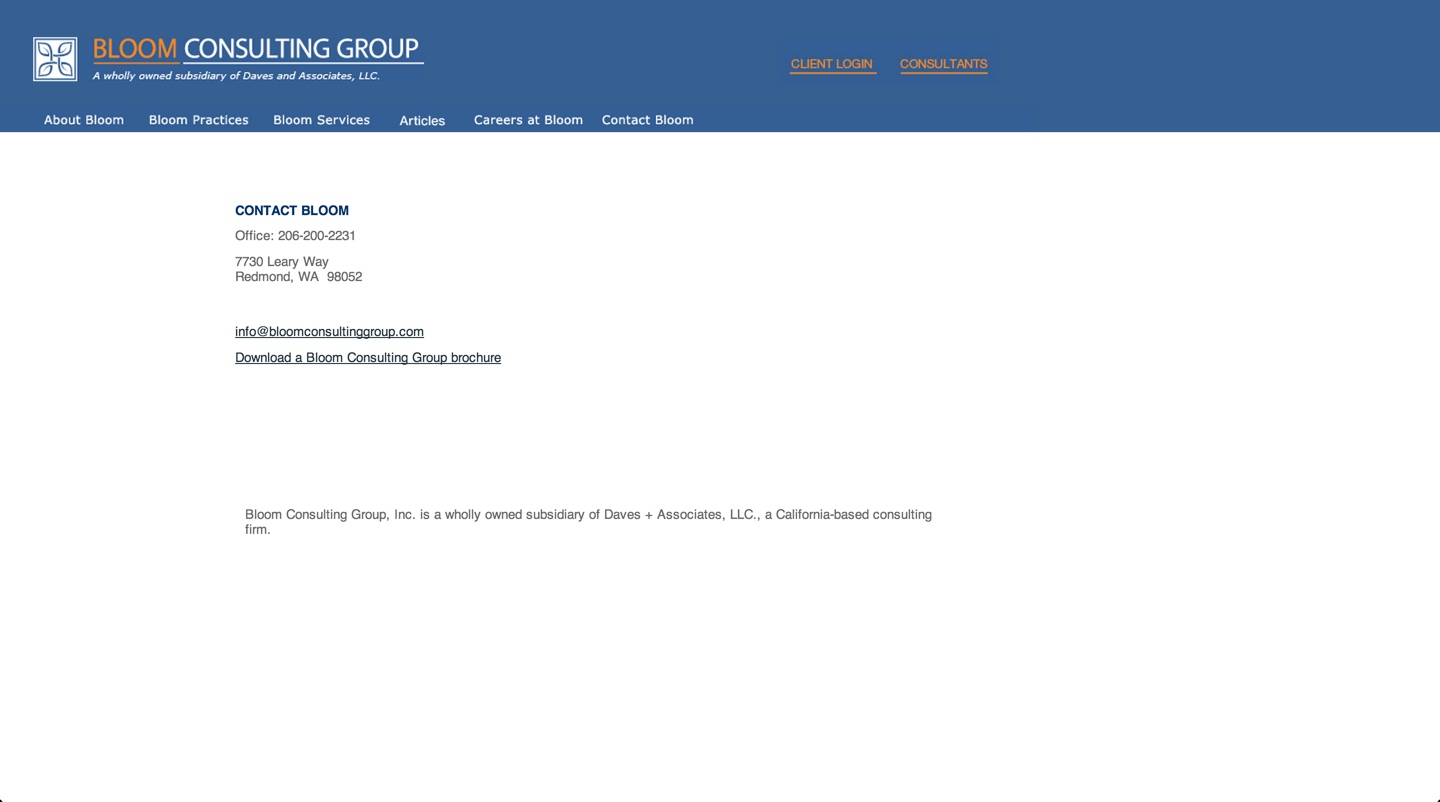 BLOOM CONSULTING GROUP
A wholly owned subsidiary of Daves and Associates, LLC.
CLIENT LOGIN CONSULTANTS
About Bloom Bloom Practices Bloom Services Articles Careers at Bloom Contact Bloom
CONTACT BLOOM
Office: 206-200-2231
7730 Leary Way
Redmond, WA  98052
info@bloomconsultinggroup.com
Download a Bloom Consulting Group brochure
Bloom Consulting Group, Inc. is a wholly owned subsidiary of Daves + Associates, LLC., a California-based consulting
firm.